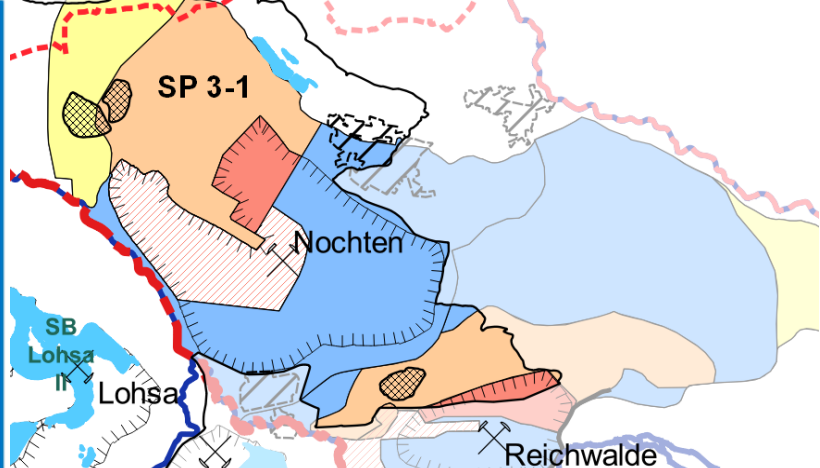 SP 3-1
Nochten
SB
Lohsa
II
Lohsa
Reichwalde